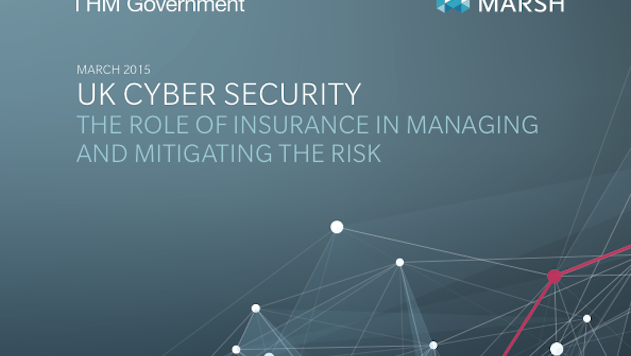 HM Government
MARSH
MARCH 2015
UK CYBER SECURITY
THE ROLE OF INSURANCE IN MANAGING
AND MITIGATING THE RISK